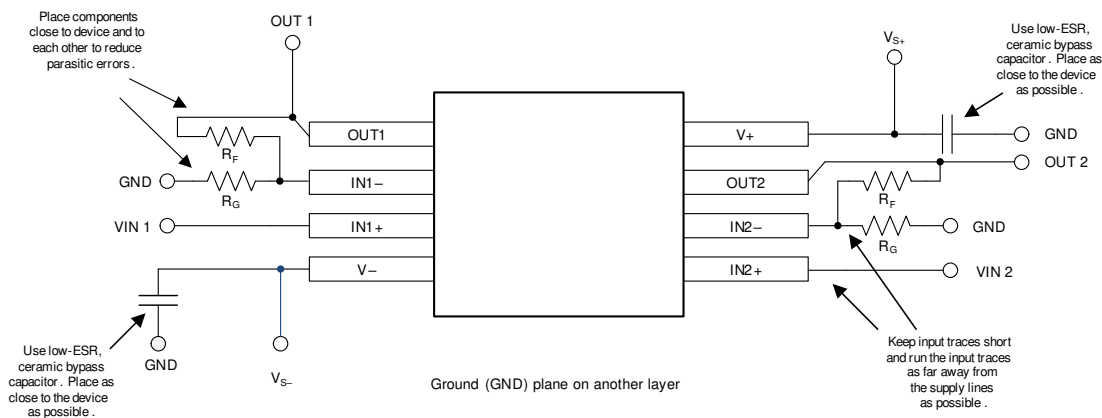 Place components
close to device and to
each other to reduce
parasitic errors .
OUT 1
VS+
Use low-ESR,
ceramic bypass
capacitor . Place as
close to the device
as possible .
OUT1
V+
GND
RF
OUT 2
GND
IN1−
OUT2
RF
RG
VIN 1
IN1+
IN2−
GND
RG
V−
IN2+
VIN 2
Use low-ESR,
ceramic bypass
capacitor . Place as
close to the device
as possible .
GND
VS−
Ground (GND) plane on another layer
Keep input traces short
and run the input traces
as far away from
the supply lines
as possible .